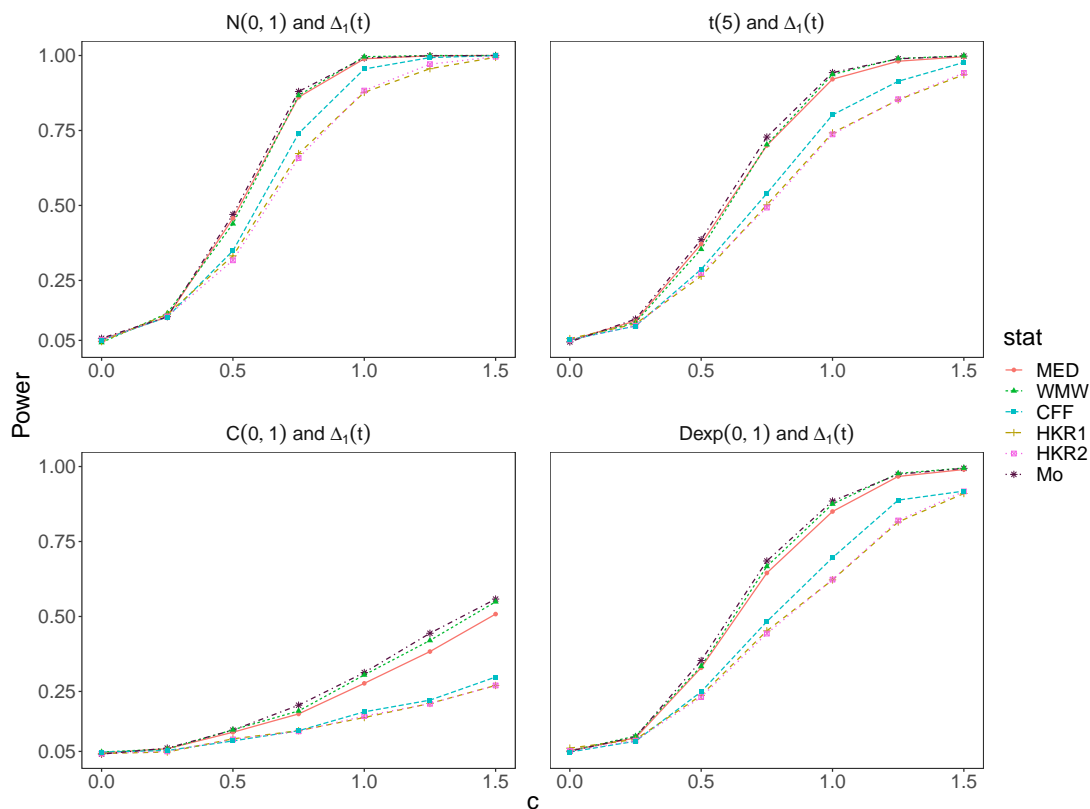 N(0, 1) and Δ₁(t)
t(5) and Δ₁(t)
1.00
0.75
0.50
0.25
0.05
0.0 0.5 1.0 1.5
0.0 0.5 1.0 1.5
Power
C(0, 1) and Δ₁(t)
Dexp(0, 1) and Δ₁(t)
1.00
0.75
0.50
0.25
0.05
0.0 0.5 1.0 1.5
0.0 0.5 1.0 1.5
c
stat
MED
WMW
CFF
HKR1
HKR2
Mo